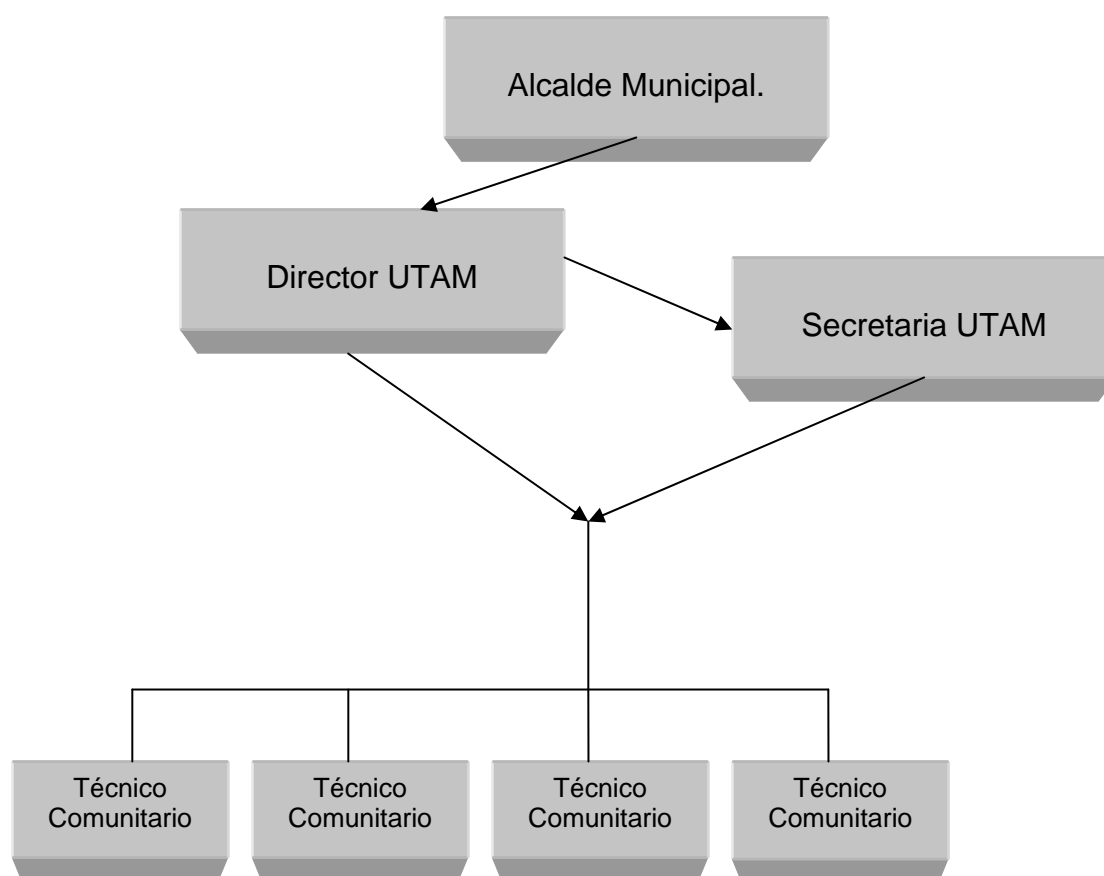 Alcalde Municipal.
Director UTAM
Secretaria UTAM
Técnico
Comunitario
Técnico
Comunitario
Técnico
Comunitario
Técnico
Comunitario